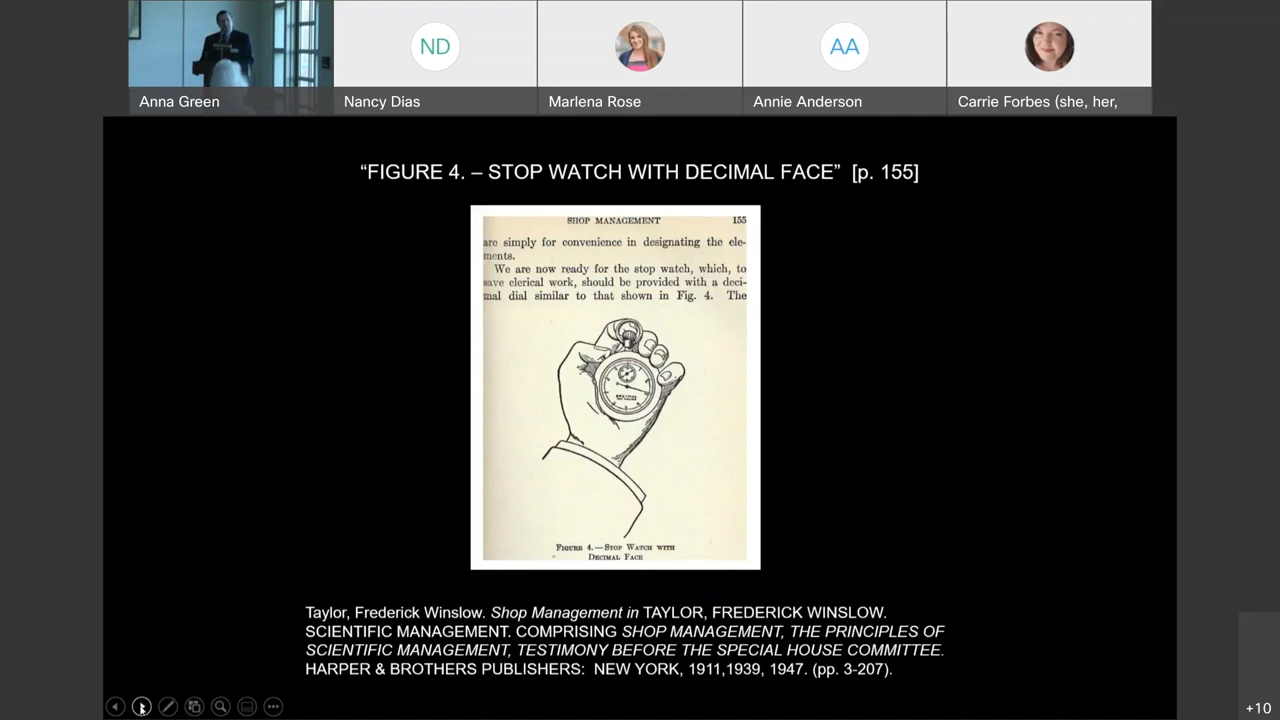 Anna Green
ND
Nancy Dias
Marlena Rose
AA
Annie Anderson
Carrie Forbes (she, her,
“FIGURE 4. – STOP WATCH WITH DECIMAL FACE” [p. 155]
SHOP MANAGEMENT 155
are simply for convenience in designating the ele-
ments.
We are now ready for the stop watch, which, to
save clerical work, should be provided with a deci-
mal dial similar to that shown in Fig. 4. The
DECIMAL
FIGURE 4.—STOP WATCH WITH
DECIMAL FACE
Taylor, Frederick Winslow. Shop Management in TAYLOR, FREDERICK WINSLOW.
SCIENTIFIC MANAGEMENT. COMPRISING SHOP MANAGEMENT, THE PRINCIPLES OF
SCIENTIFIC MANAGEMENT, TESTIMONY BEFORE THE SPECIAL HOUSE COMMITTEE.
HARPER & BROTHERS PUBLISHERS: NEW YORK, 1911,1939, 1947. (pp. 3-207).
+10